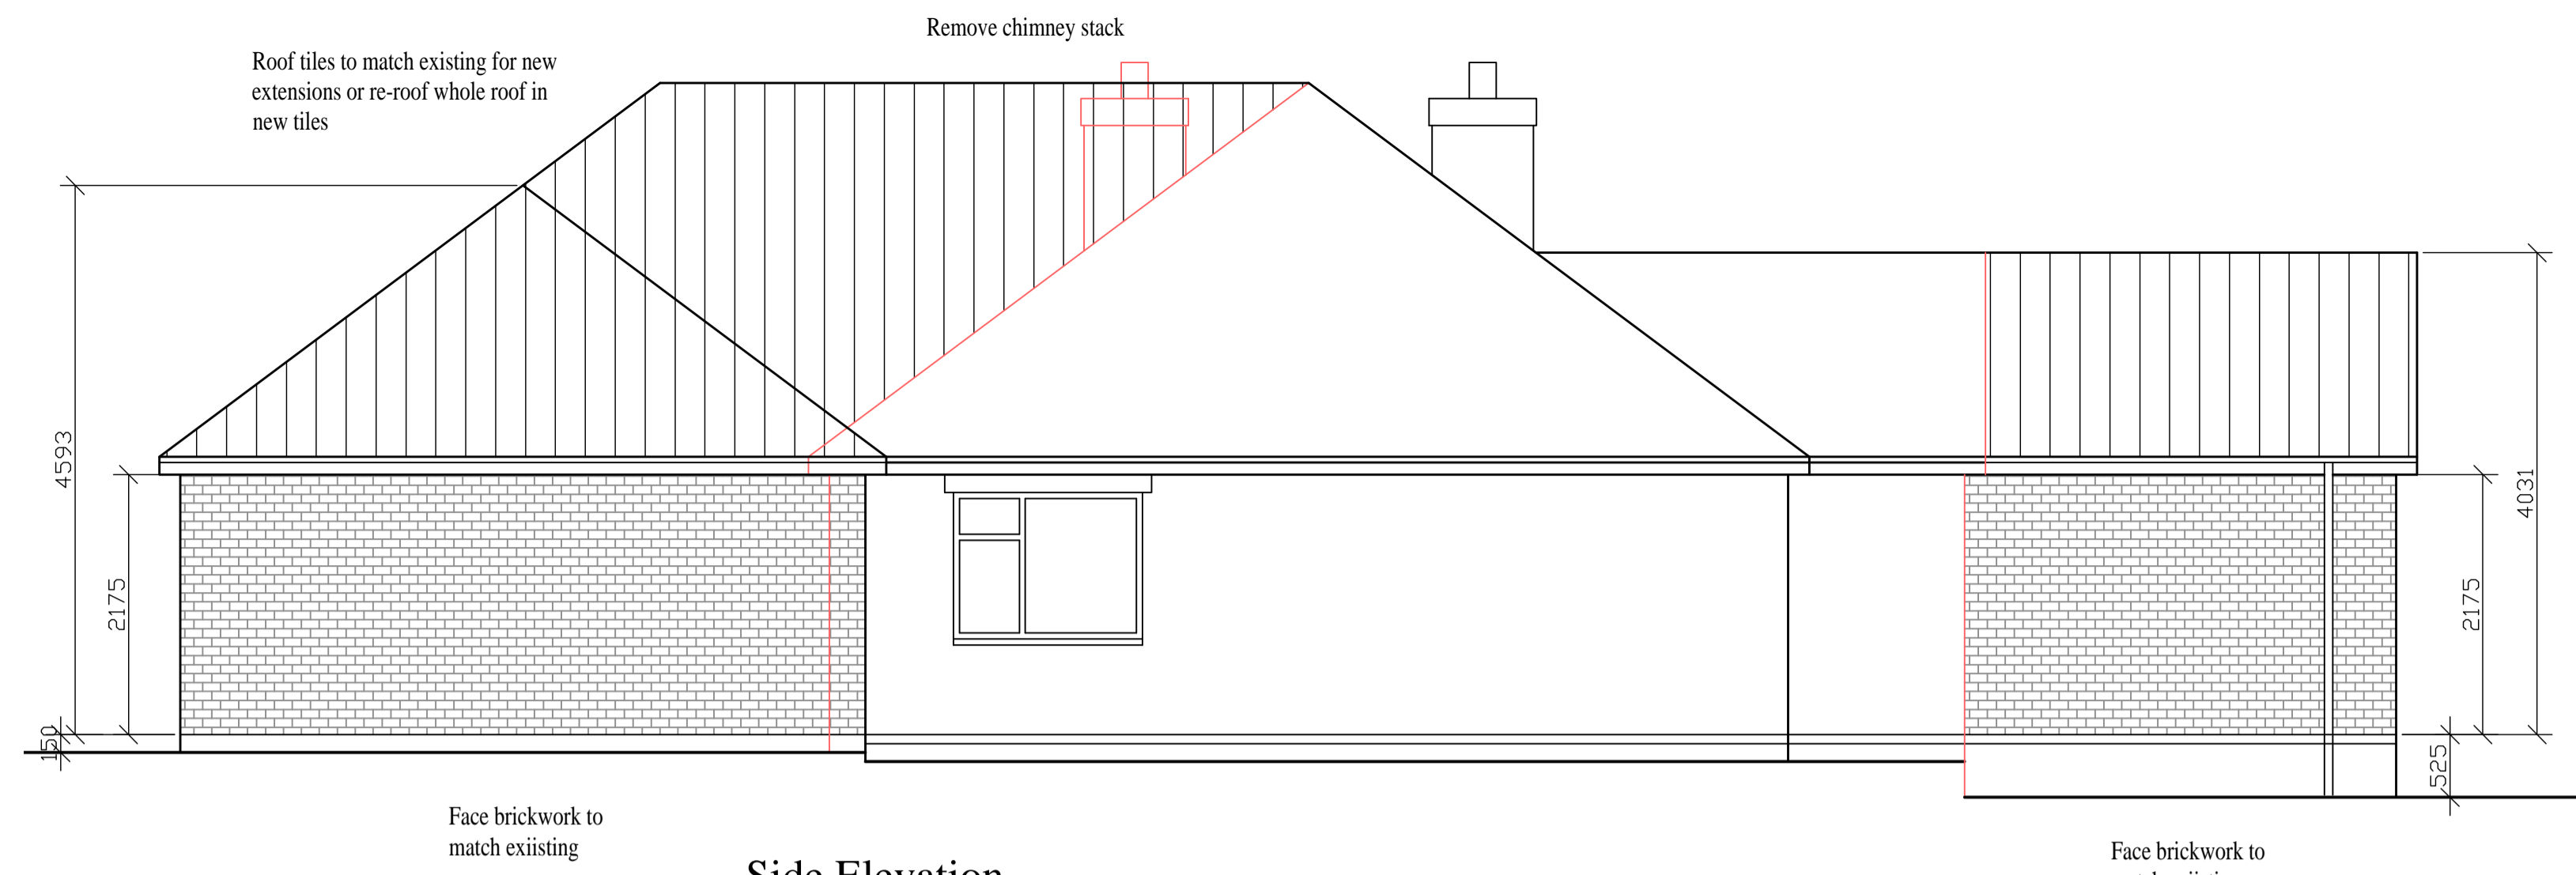 Remove chimney stack
Roof tiles to match existing for new
extensions or re-roof whole roof in
new tiles
4593
2175
150
4031
2175
525
Face brickwork to
match exiisting
Side Elevation
Face brickwork to